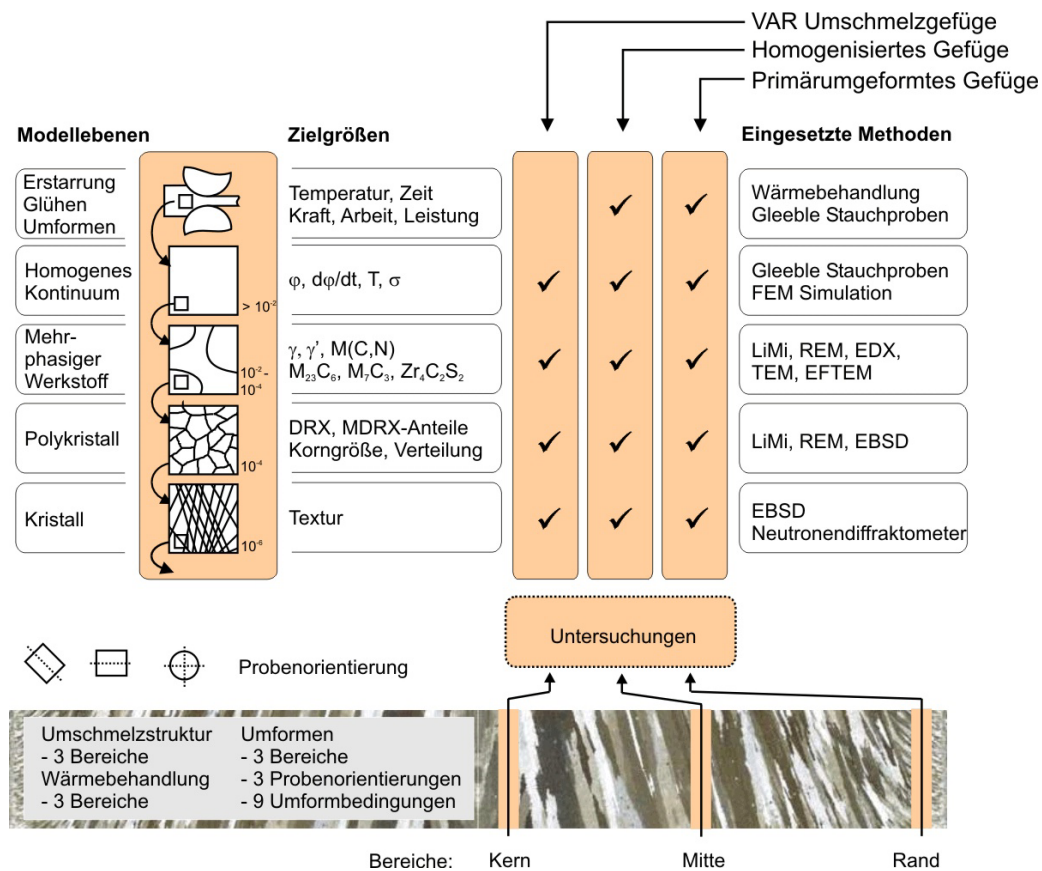 VAR Umschmelzgefüge
Homogenisiertes Gefüge
Primärumgeformtes Gefüge
Modellebenen
Zielgrößen
Eingesetzte Methoden
Erstarrung
Glühen
Umformen
Temperatur, Zeit
Kraft, Arbeit, Leistung
Wärmebehandlung
Gleeble Stauchproben
Homogenes
Kontinuum
> 10⁻²
φ, dφ/dt, T, σ
Gleeble Stauchproben
FEM Simulation
Mehr-
phasiger
Werkstoff
10⁻² -
10⁻⁴
γ, γ’, M(C,N)
M₂₃C₆, M₇C₃, Zr₄C₂S₂
LiMi, REM, EDX,
TEM, EFTEM
Polykristall
10⁻⁴
DRX, MDRX-Anteile
Korngröße, Verteilung
LiMi, REM, EBSD
Kristall
10⁻⁶
Textur
EBSD
Neutronendiffraktometer
Untersuchungen
Probenorientierung
Umschmelzstruktur
- 3 Bereiche
Wärmebehandlung
- 3 Bereiche
Umformen
- 3 Bereiche
- 3 Probenorientierungen
- 9 Umformbedingungen
Bereiche: Kern Mitte Rand